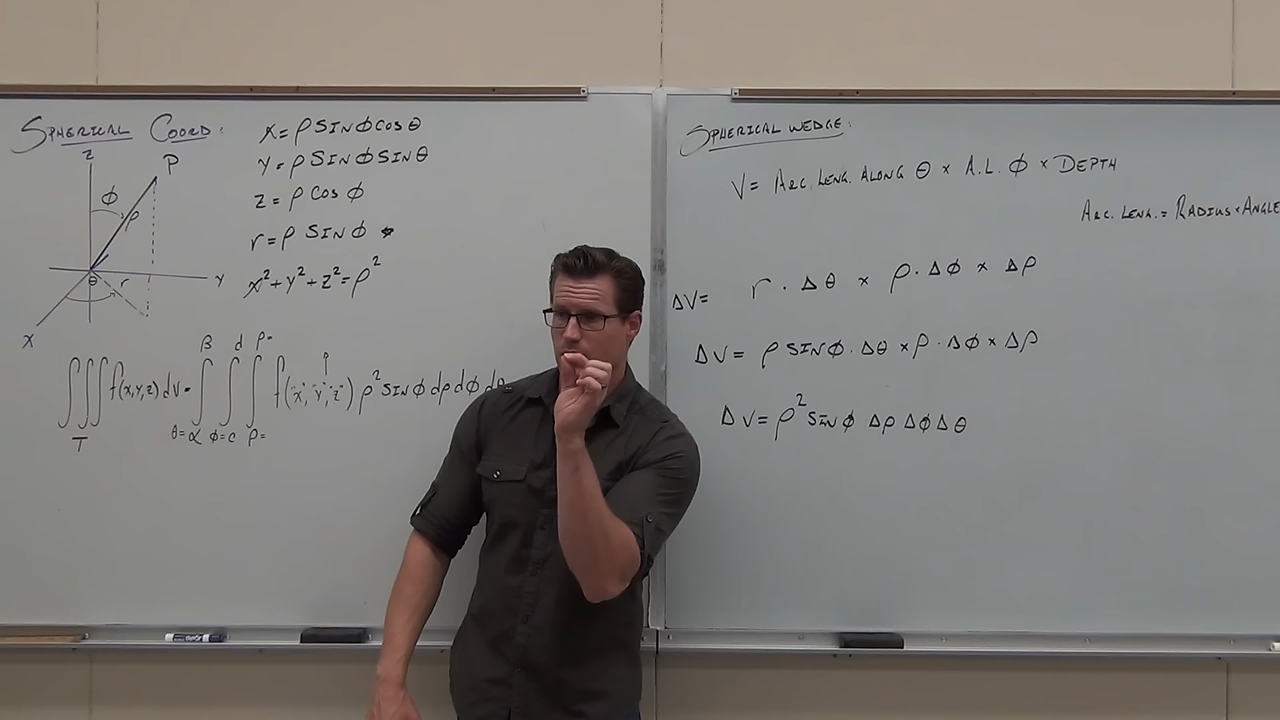 SPHERICAL COORD:
Z
P
φ
ρ
θ
r
Y
X
x = ρ SIN φ COS θ
y = ρ SIN φ SIN θ
z = ρ COS φ
r = ρ SIN φ
x² + y² + z² = ρ²
β d ρ=
∫∫∫ f(x,y,z) dV = ∫ ∫ ∫ f("x","y","z") ρ² SIN φ dρ dφ dθ
T θ=α φ=c ρ=
SPHERICAL WEDGE:
V = ARC. LENG. ALONG θ × A.L. φ × DEPTH
ARC. LENG. = RADIUS × ANGLE
ΔV = r · Δθ × ρ · Δφ × Δρ
ΔV = ρ SIN φ · Δθ × ρ · Δφ × Δρ
ΔV = ρ² SIN φ Δρ Δφ Δθ